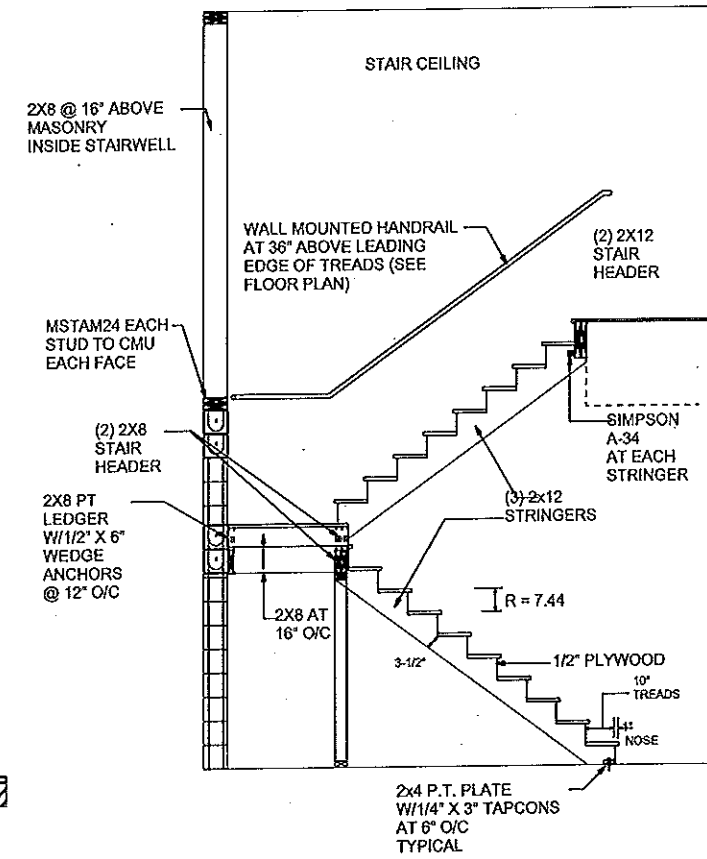 STAIR CEILING
2X8 @ 16" ABOVE
MASONRY
INSIDE STAIRWELL
WALL MOUNTED HANDRAIL
AT 36" ABOVE LEADING
EDGE OF TREADS (SEE
FLOOR PLAN)
(2) 2X12
STAIR
HEADER
MSTAM24 EACH
STUD TO CMU
EACH FACE
(2) 2X8
STAIR
HEADER
SIMPSON
A-34
AT EACH
STRINGER
2X8 PT
LEDGER
W/1/2" X 6"
WEDGE
ANCHORS
@ 12" O/C
(3) 2x12
STRINGERS
2X8 AT
16" O/C
R = 7.44
3-1/2"
1/2" PLYWOOD
10"
TREADS
1"
NOSE
2x4 P.T. PLATE
W/1/4" X 3" TAPCONS
AT 6" O/C
TYPICAL